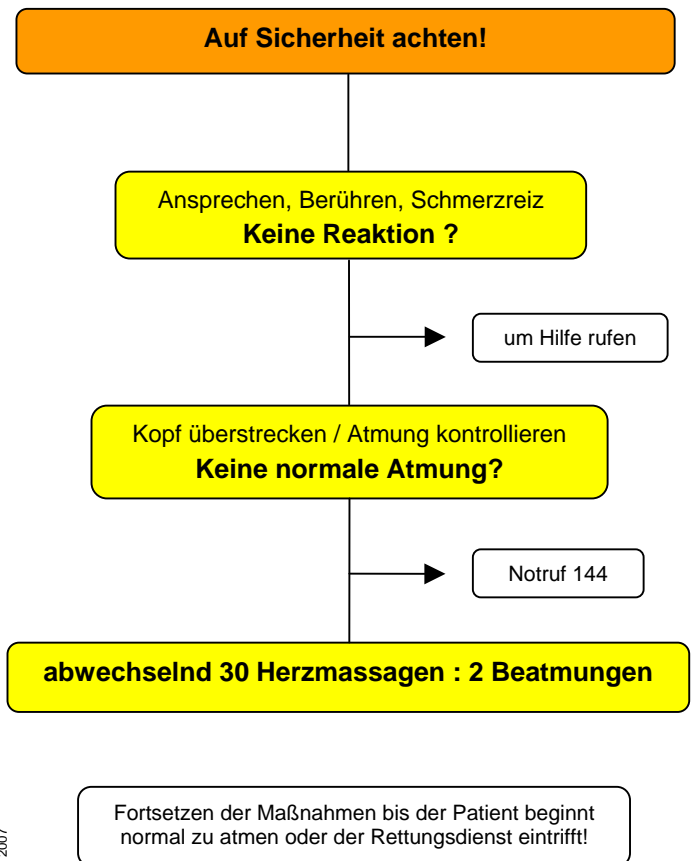 Auf Sicherheit achten!
Ansprechen, Berühren, Schmerzreiz
Keine Reaktion ?
um Hilfe rufen
Kopf überstrecken / Atmung kontrollieren
Keine normale Atmung?
Notruf 144
abwechselnd 30 Herzmassagen : 2 Beatmungen
Fortsetzen der Maßnahmen bis der Patient beginnt
normal zu atmen oder der Rettungsdienst eintrifft!
2007